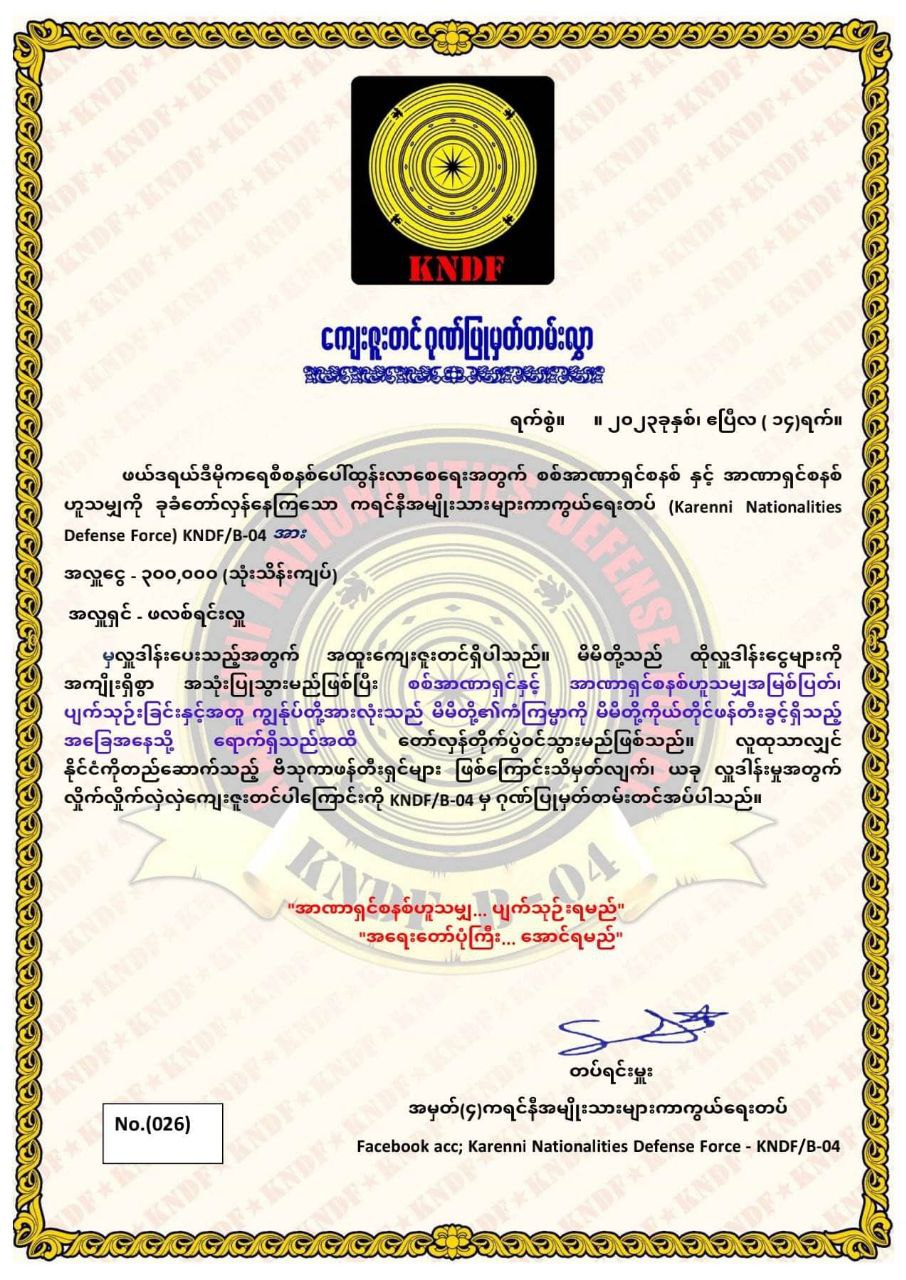 KNDF
ကျေးဇူးတင် ဂုဏ်ပြုမှတ်တမ်းလွှာ
ရက်စွဲ။ ။ ၂၀၂၃ခုနှစ်၊ ဧပြီလ ( ၁၄)ရက်။
ဖယ်ဒရယ်ဒီမိုကရေစီစနစ်ပေါ်ထွန်းလာစေရေးအတွက် စစ်အာဏာရှင်စနစ် နှင့် အာဏာရှင်စနစ်
ဟူသမျှကို ခုခံတော်လှန်နေကြသော ကရင်နီအမျိုးသားများကာကွယ်ရေးတပ် (Karenni Nationalities
Defense Force) KNDF/B-04 အား
အလှူငွေ - ၃၀၀,၀၀၀ (သုံးသိန်းကျပ်)
အလှူရှင် - ဖလစ်ရင်းလှူ
မှလှူဒါန်းပေးသည့်အတွက် အထူးကျေးဇူးတင်ရှိပါသည်။ မိမိတို့သည် ထိုလှူဒါန်းငွေများကို
အကျိုးရှိစွာ အသုံးပြုသွားမည်ဖြစ်ပြီး စစ်အာဏာရှင်နှင့် အာဏာရှင်စနစ်ဟူသမျှအမြစ်ပြတ်၊
ပျက်သုဉ်းခြင်းနှင့်အတူ ကျွန်ုပ်တို့အားလုံးသည် မိမိတို့၏ကံကြမ္မာကို မိမိတို့ကိုယ်တိုင်ဖန်တီးခွင့်ရှိသည့်
အခြေအနေသို့ ရောက်ရှိသည်အထိ တော်လှန်တိုက်ပွဲဝင်သွားမည်ဖြစ်သည်။ လူထုသာလျှင်
နိုင်ငံကိုတည်ဆောက်သည့် ဗိသုကာဖန်တီးရှင်များ ဖြစ်ကြောင်းသိမှတ်လျက်၊ ယခု လှူဒါန်းမှုအတွက်
လှိုက်လှိုက်လှဲလှဲကျေးဇူးတင်ပါကြောင်းကို KNDF/B-04 မှ ဂုဏ်ပြုမှတ်တမ်းတင်အပ်ပါသည်။
KNDF B-04
"အာဏာရှင်စနစ်ဟူသမျှ... ပျက်သုဉ်းရမည်"
"အရေးတော်ပုံကြီး... အောင်ရမည်"
တပ်ရင်းမှူး
အမှတ်(၄)ကရင်နီအမျိုးသားများကာကွယ်ရေးတပ်
No.(026)
Facebook acc; Karenni Nationalities Defense Force - KNDF/B-04